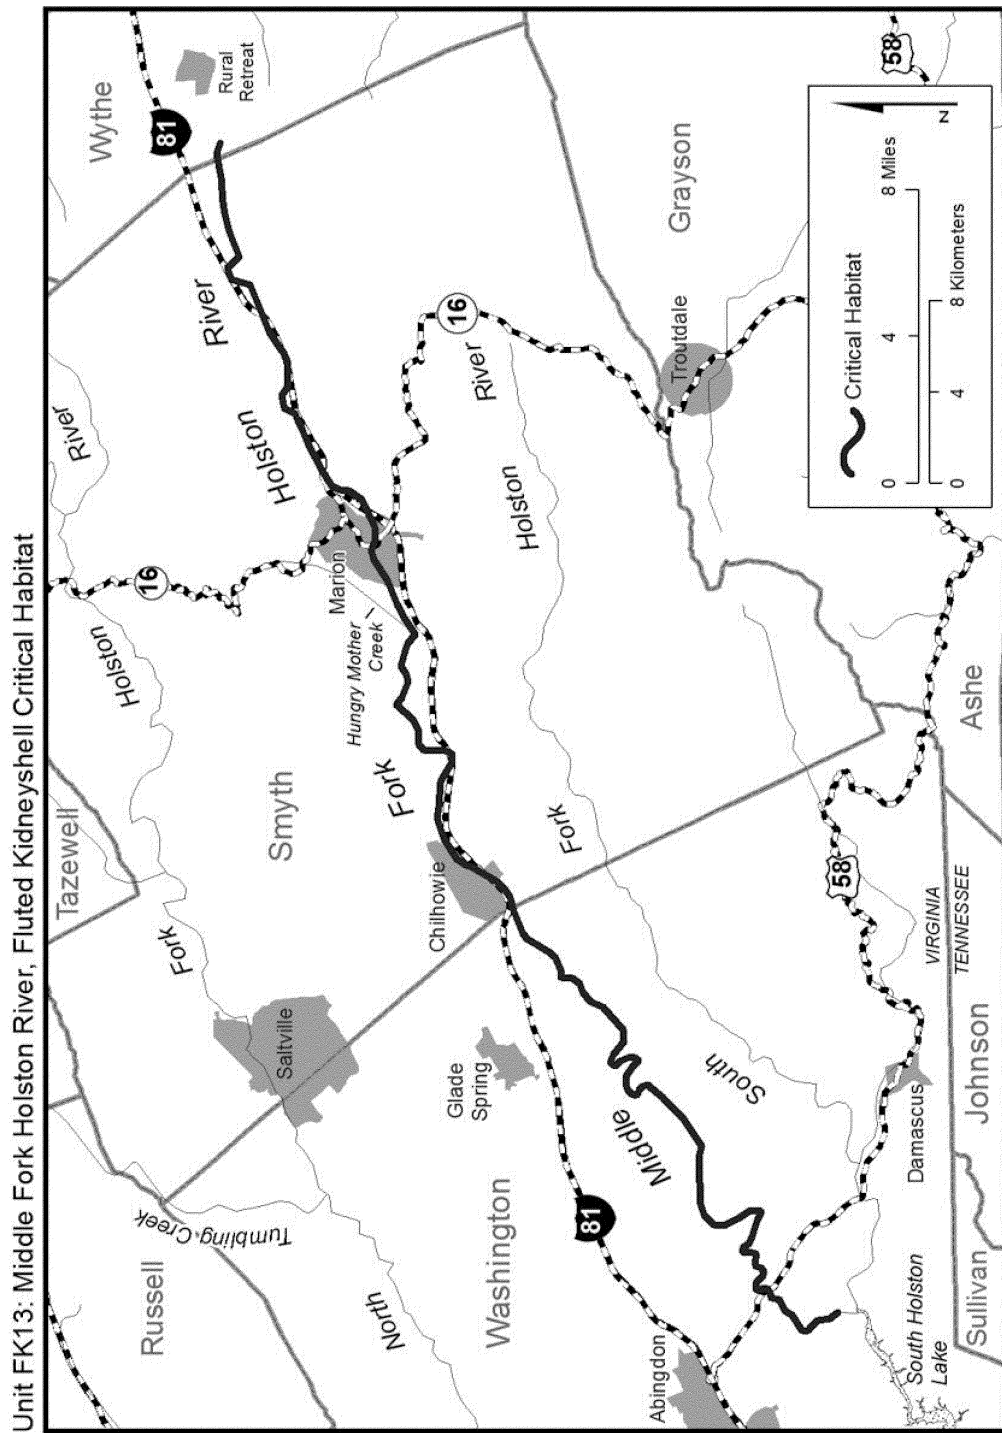 Unit FK13: Middle Fork Holston River, Fluted Kidneyshell Critical Habitat
Russell
Tazewell
Wythe
81
Rural
Retreat
Tumbling Creek
North
Fork
Holston
River
16
Saltville
Smyth
Washington
Glade
Spring
Chilhowie
Hungry Mother
Creek
Marion
Middle
Fork
Holston
River
81
16
Abingdon
South
Fork
Holston
River
Troutdale
Grayson
58
58
Damascus
South Holston
Lake
VIRGINIA
TENNESSEE
Sullivan
Johnson
Ashe
Critical Habitat
0 4 8 Miles
0 4 8 Kilometers
N